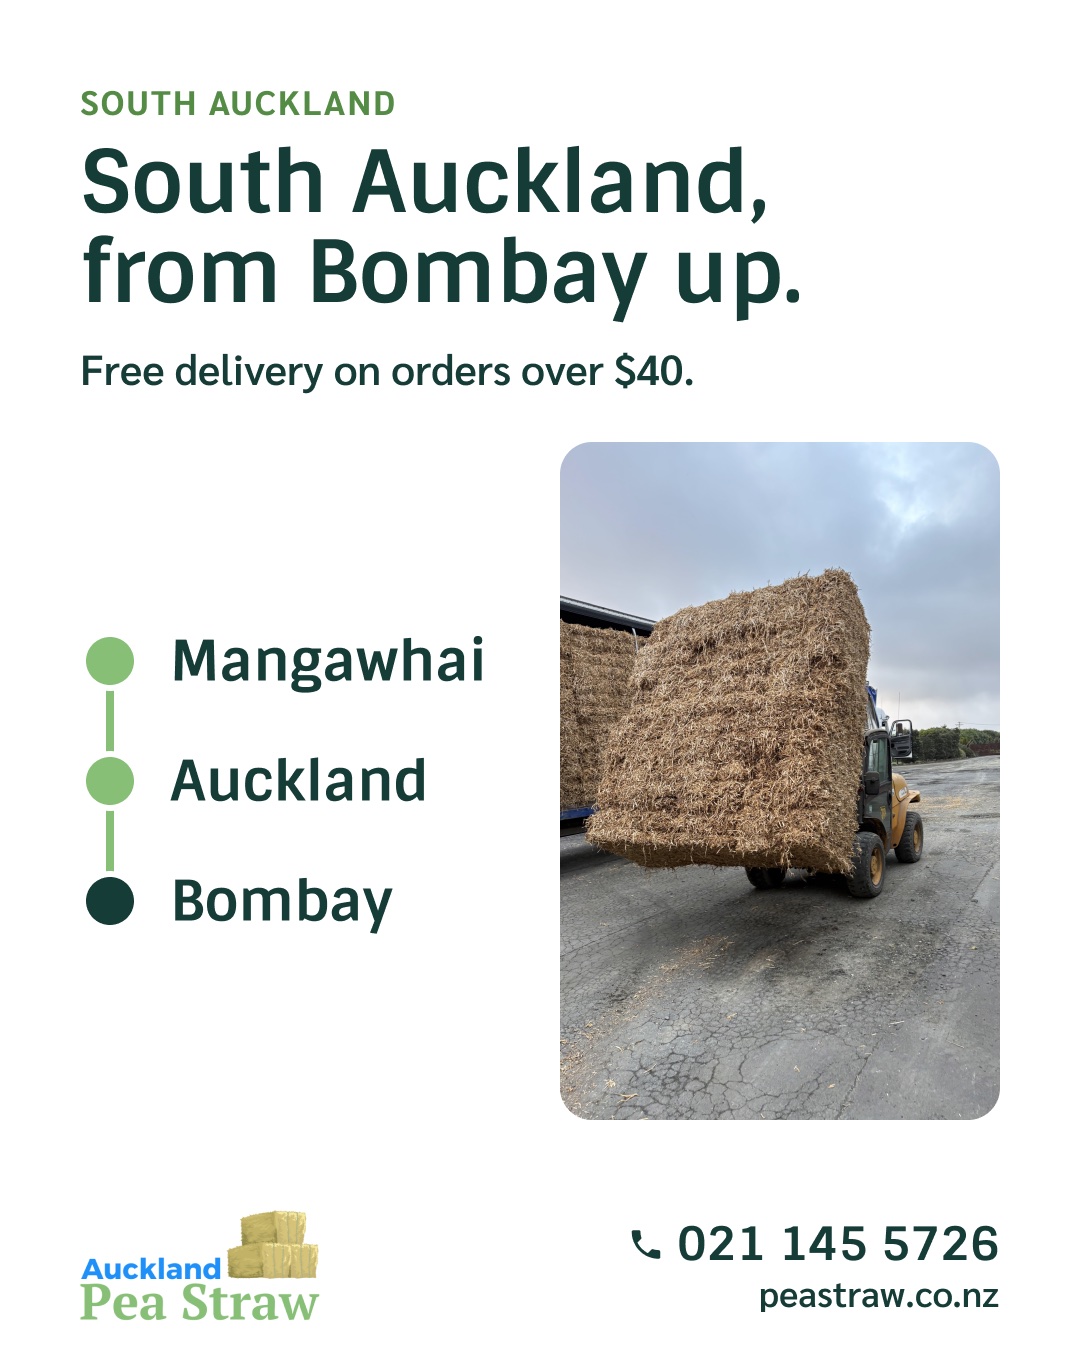 SOUTH AUCKLAND
South Auckland,
from Bombay up.
Free delivery on orders over $40.
Mangawhai
Auckland
Bombay
Auckland
Pea Straw
021 145 5726
peastraw.co.nz